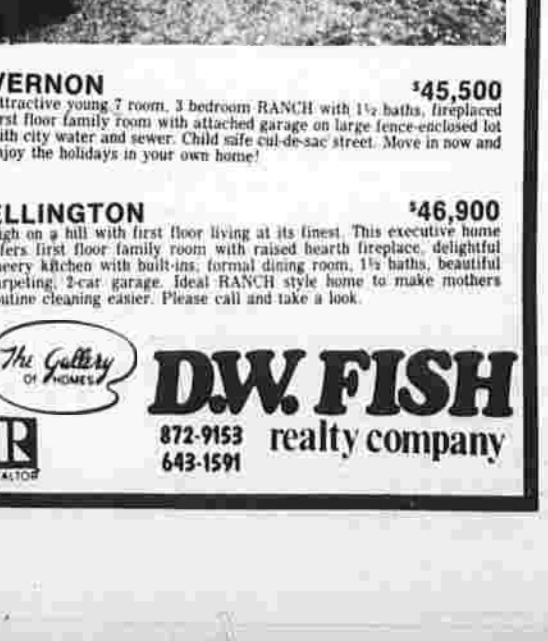 VERNON $45,500
ttractive young 7 room, 3 bedroom RANCH with 1½ baths, fireplaced
rst floor family room with attached garage on large fence-enclosed lot
ith city water and sewer. Child safe cul-de-sac street. Move in now and
njoy the holidays in your own home!
ELLINGTON $46,900
igh on a hill with first floor living at its finest. This executive home
fers first floor family room with raised hearth fireplace, delightful
heery kitchen with built-ins, formal dining room, 1½ baths, beautiful
arpeting, 2-car garage. Ideal RANCH style home to make mothers
outine cleaning easier. Please call and take a look.
The Gallery
OF HOMES
D.W. FISH
realty company
872-9153
643-1591
R
ALTOR